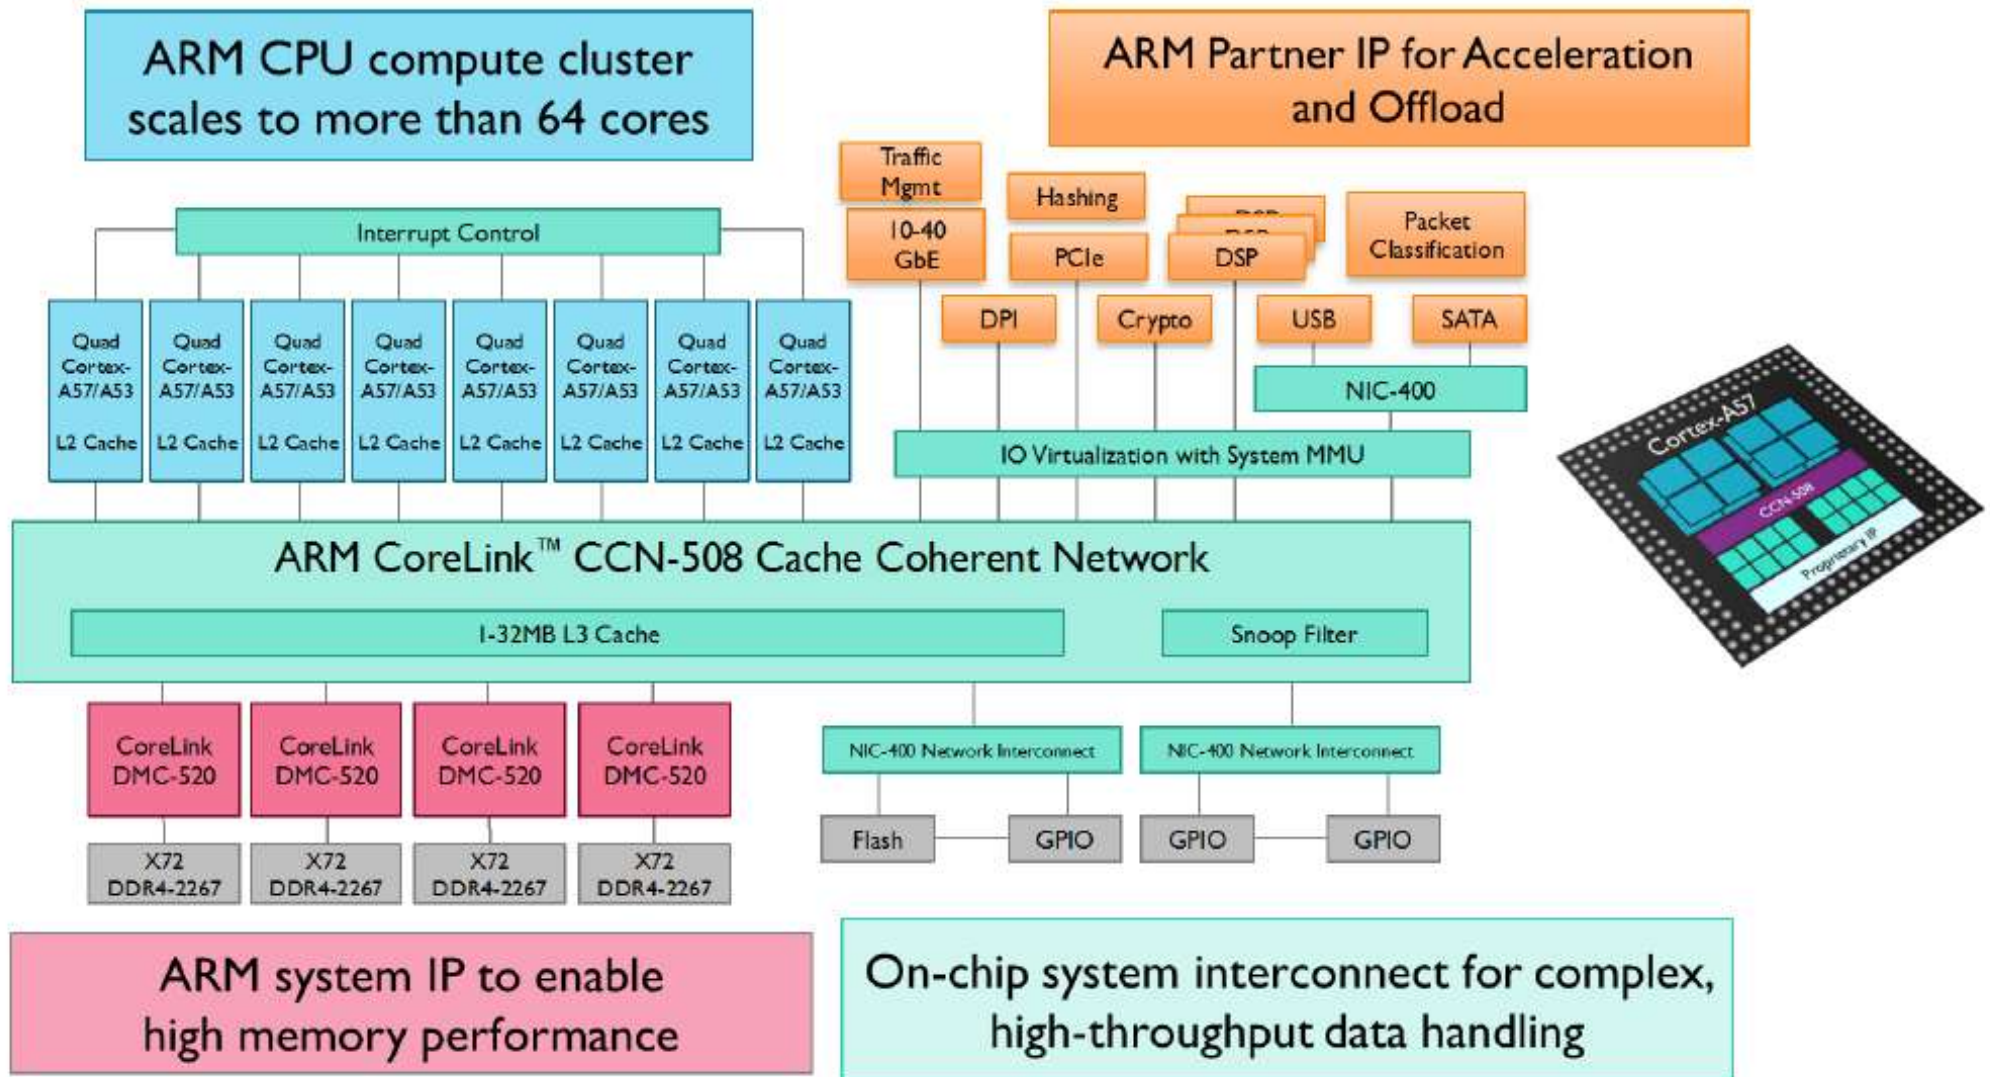 ARM CPU compute cluster
scales to more than 64 cores
ARM Partner IP for Acceleration
and Offload
Traffic
Mgmt
Hashing
DSP
DSP
Packet
Classification
Interrupt Control
10-40
GbE
PCIe
DSP
DPI
Crypto
USB
SATA
Quad
Cortex-
A57/A53
L2 Cache
Quad
Cortex-
A57/A53
L2 Cache
Quad
Cortex-
A57/A53
L2 Cache
Quad
Cortex-
A57/A53
L2 Cache
Quad
Cortex-
A57/A53
L2 Cache
Quad
Cortex-
A57/A53
L2 Cache
Quad
Cortex-
A57/A53
L2 Cache
Quad
Cortex-
A57/A53
L2 Cache
NIC-400
IO Virtualization with System MMU
Cortex-A57
CCN-508
Proprietary IP
ARM CoreLink™ CCN-508 Cache Coherent Network
1-32MB L3 Cache
Snoop Filter
CoreLink
DMC-520
CoreLink
DMC-520
CoreLink
DMC-520
CoreLink
DMC-520
NIC-400 Network Interconnect
NIC-400 Network Interconnect
Flash
GPIO
GPIO
GPIO
X72
DDR4-2267
X72
DDR4-2267
X72
DDR4-2267
X72
DDR4-2267
ARM system IP to enable
high memory performance
On-chip system interconnect for complex,
high-throughput data handling